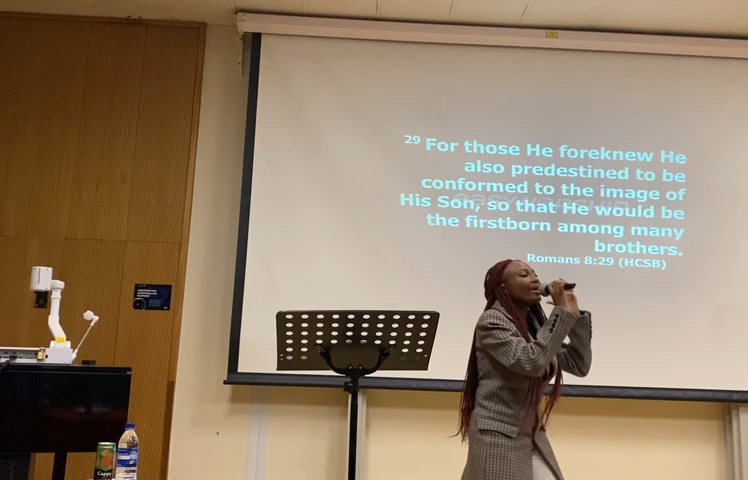 29 For those He foreknew He
also predestined to be
conformed to the image of
His Son, so that He would be
the firstborn among many
brothers.
Romans 8:29 (HCSB)
Cappy